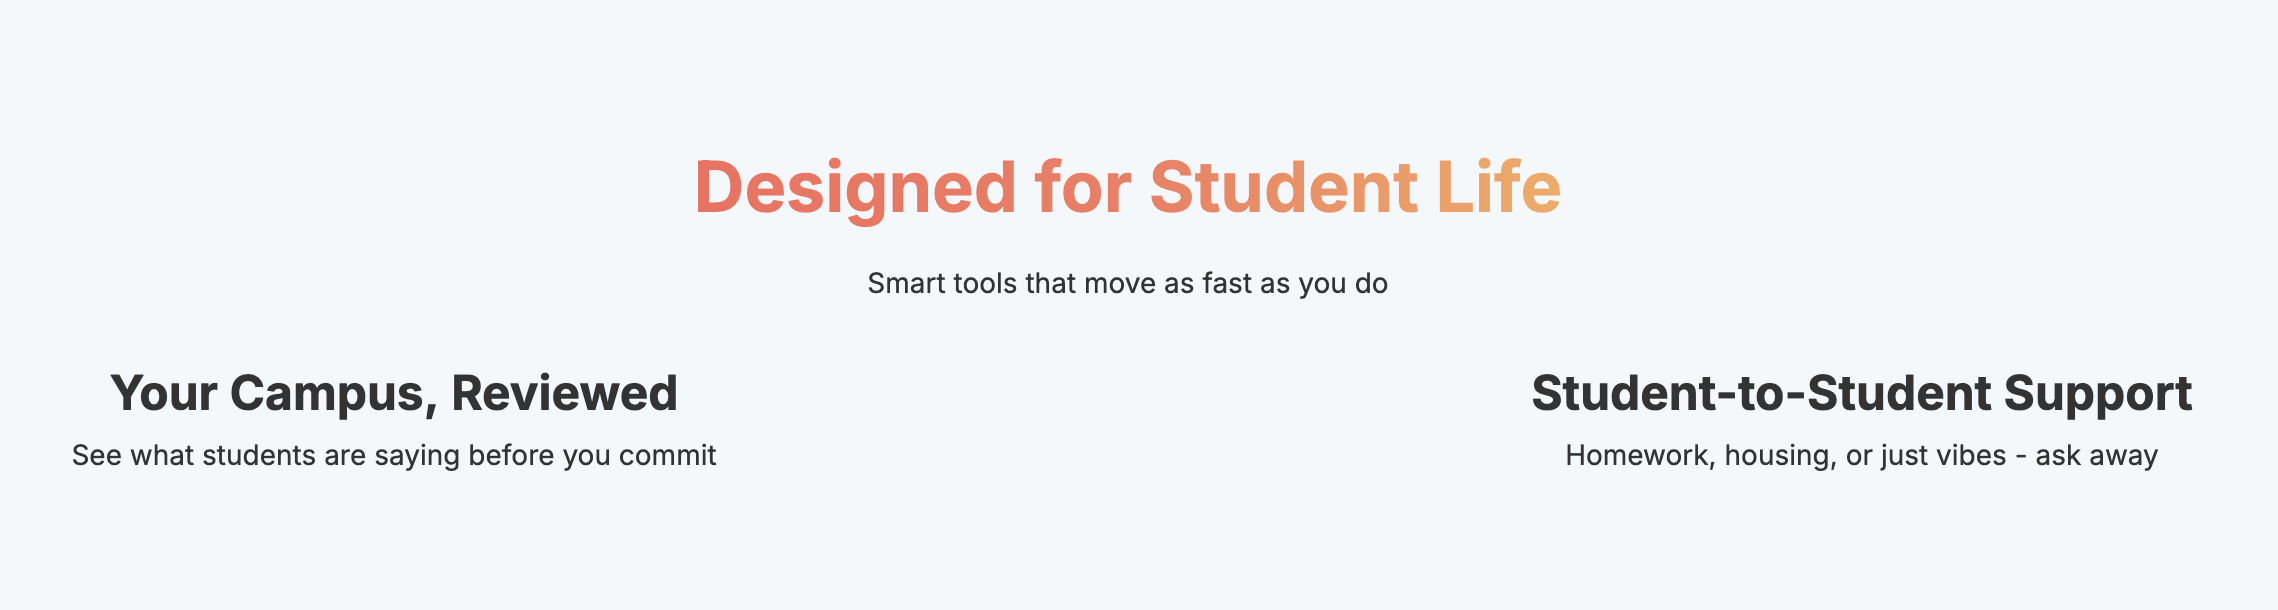 Designed for Student Life
Smart tools that move as fast as you do
Your Campus, Reviewed
See what students are saying before you commit
Student-to-Student Support
Homework, housing, or just vibes - ask away